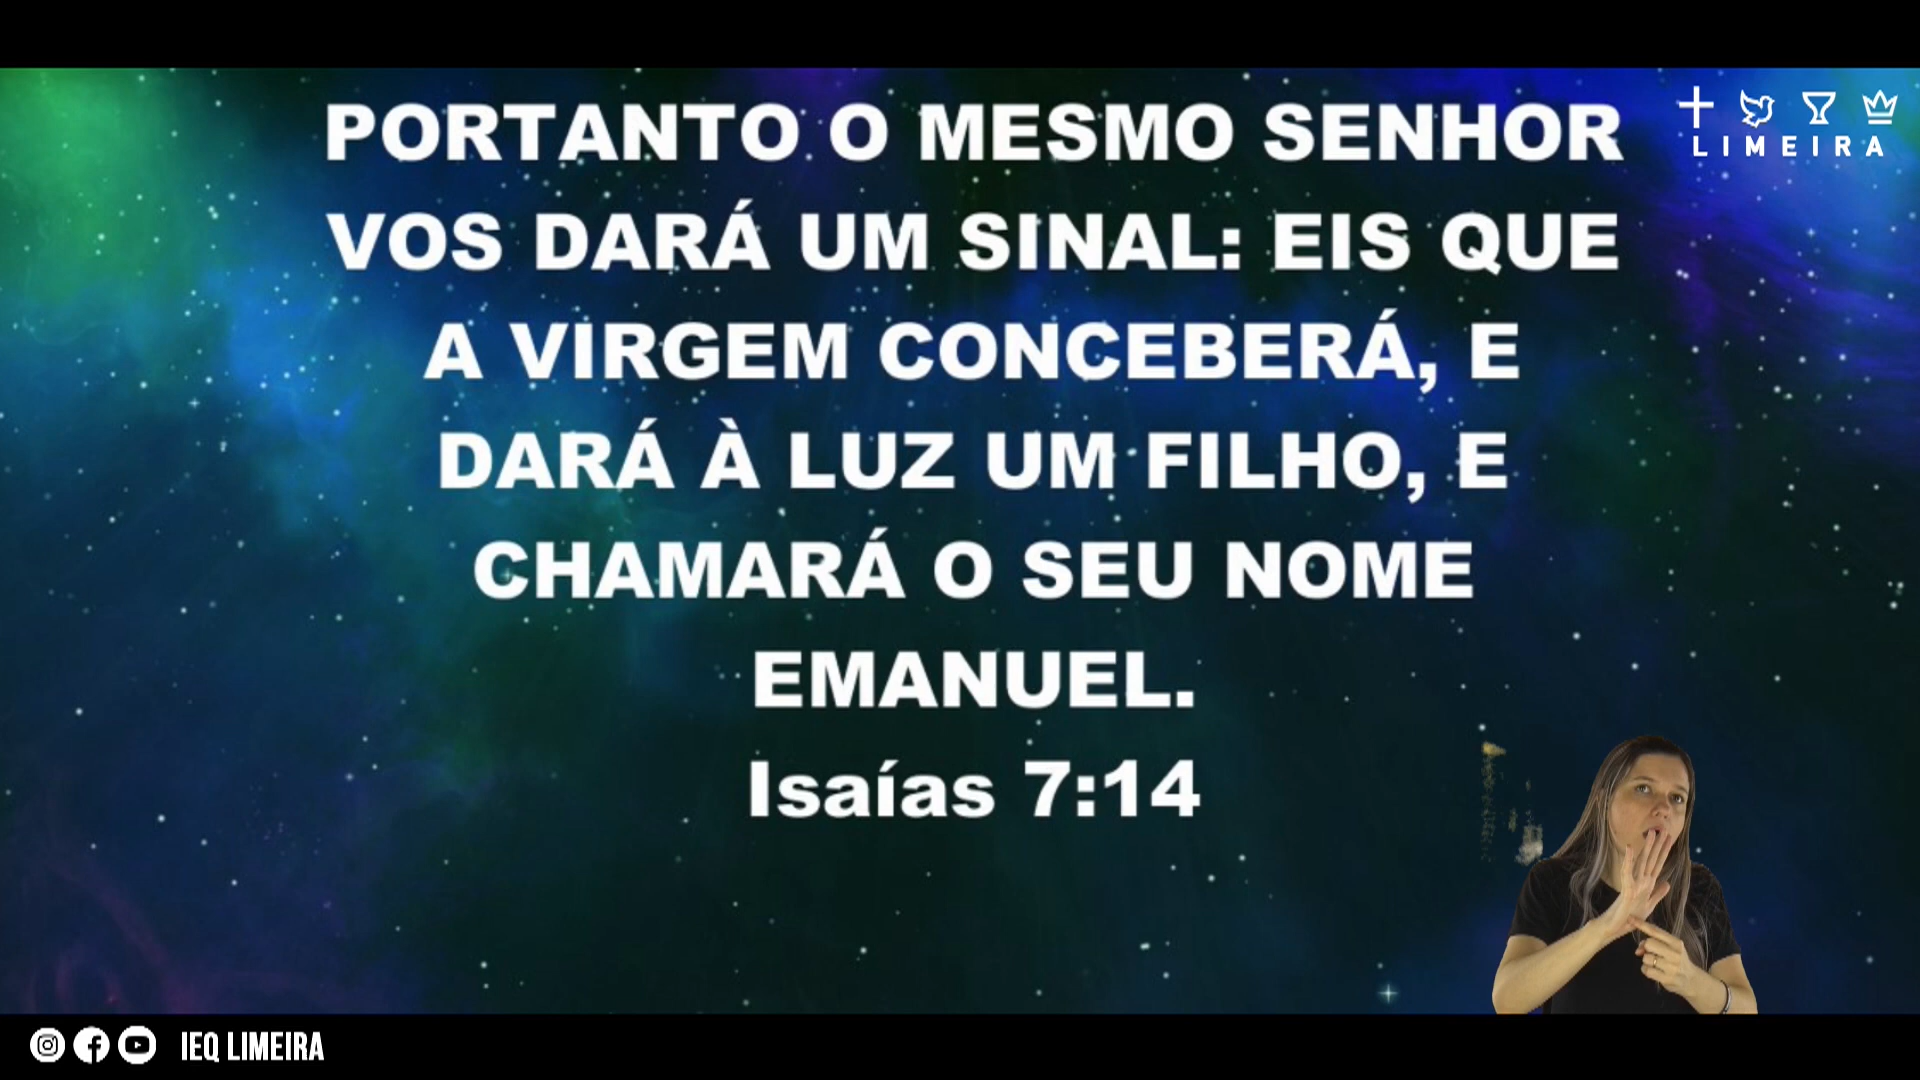 PORTANTO O MESMO SENHOR
VOS DARÁ UM SINAL: EIS QUE
A VIRGEM CONCEBERÁ, E
DARÁ À LUZ UM FILHO, E
CHAMARÁ O SEU NOME
EMANUEL.
Isaías 7:14
LIMEIRA
IEQ LIMEIRA